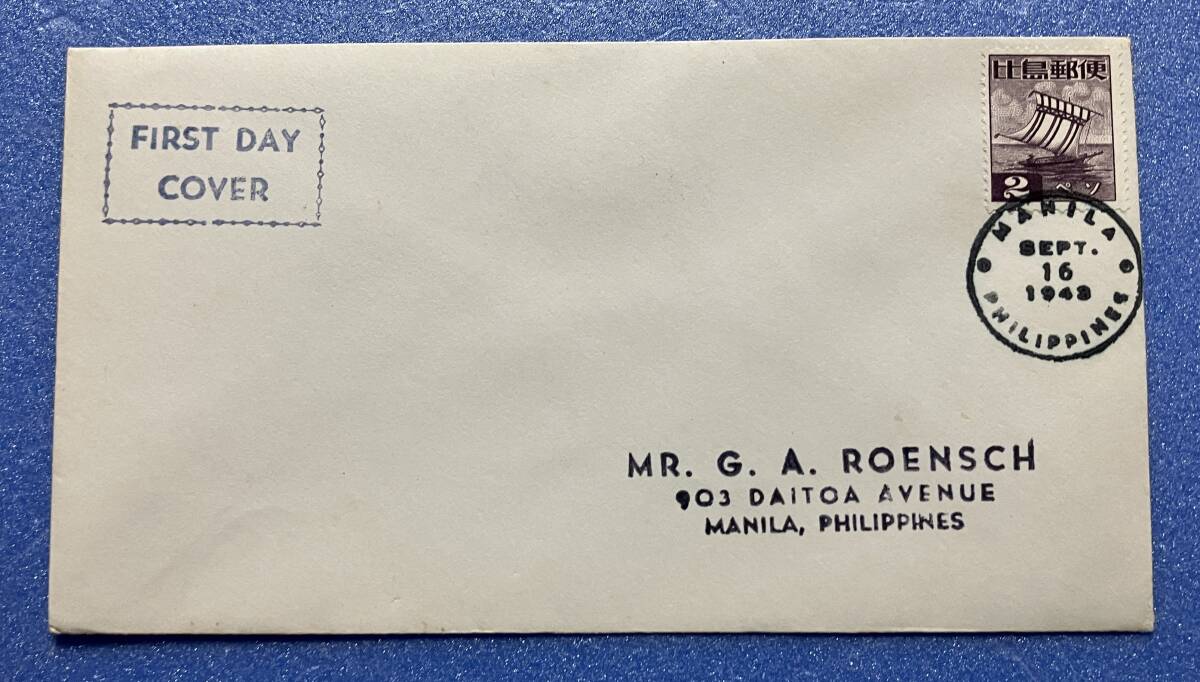 FIRST DAY
COVER
比島郵便
2 ペソ
MANILA
SEPT.
16
1943
PHILIPPINES
MR. G. A. ROENSCH
903 DAITOA AVENUE
MANILA, PHILIPPINES